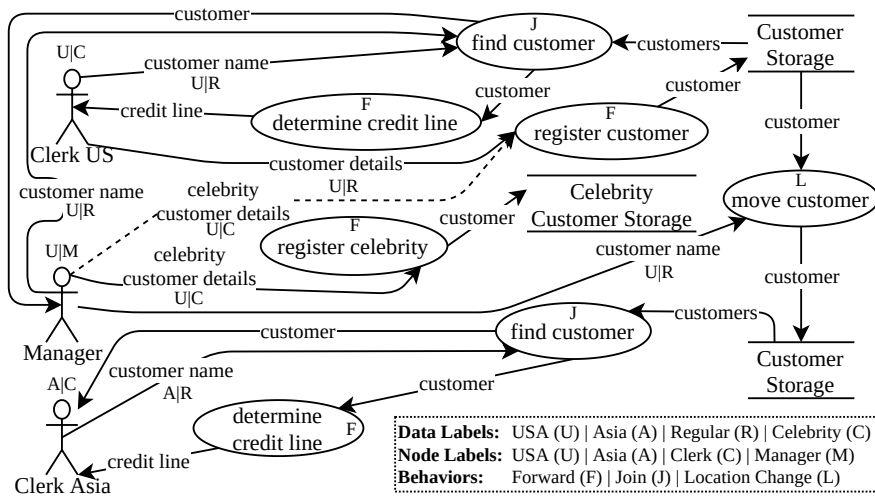 customer
J
find customer
customers
Customer
Storage
U|C
customer name
U|R
customer
customer
credit line
F
determine credit line
F
register customer
customer
Clerk US
customer details
U|R
L
move customer
customer name
U|R
celebrity
customer details
U|C
Celebrity
Customer Storage
F
register celebrity
customer
customer name
U|R
U|M
celebrity
customer details
U|C
customer
Manager
customer
J
find customer
customers
customer name
A|R
Customer
Storage
A|C
customer
determine
credit line
F
credit line
Clerk Asia
Data Labels: USA (U) | Asia (A) | Regular (R) | Celebrity (C)
Node Labels: USA (U) | Asia (A) | Clerk (C) | Manager (M)
Behaviors: Forward (F) | Join (J) | Location Change (L)